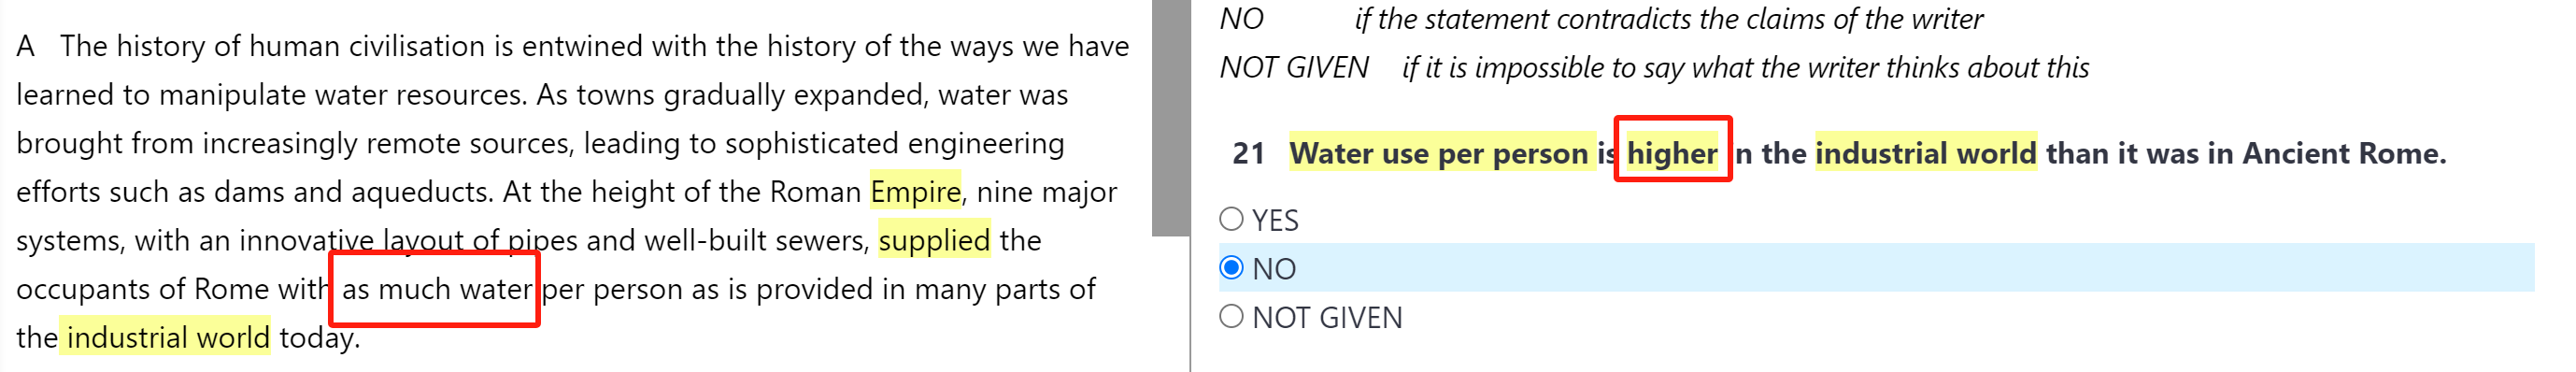 A The history of human civilisation is entwined with the history of the ways we have
learned to manipulate water resources. As towns gradually expanded, water was
brought from increasingly remote sources, leading to sophisticated engineering
efforts such as dams and aqueducts. At the height of the Roman Empire, nine major
systems, with an innovative layout of pipes and well-built sewers, supplied the
occupants of Rome with as much water per person as is provided in many parts of
the industrial world today.
NO if the statement contradicts the claims of the writer
NOT GIVEN if it is impossible to say what the writer thinks about this
21 Water use per person is higher in the industrial world than it was in Ancient Rome.
YES
NO
NOT GIVEN